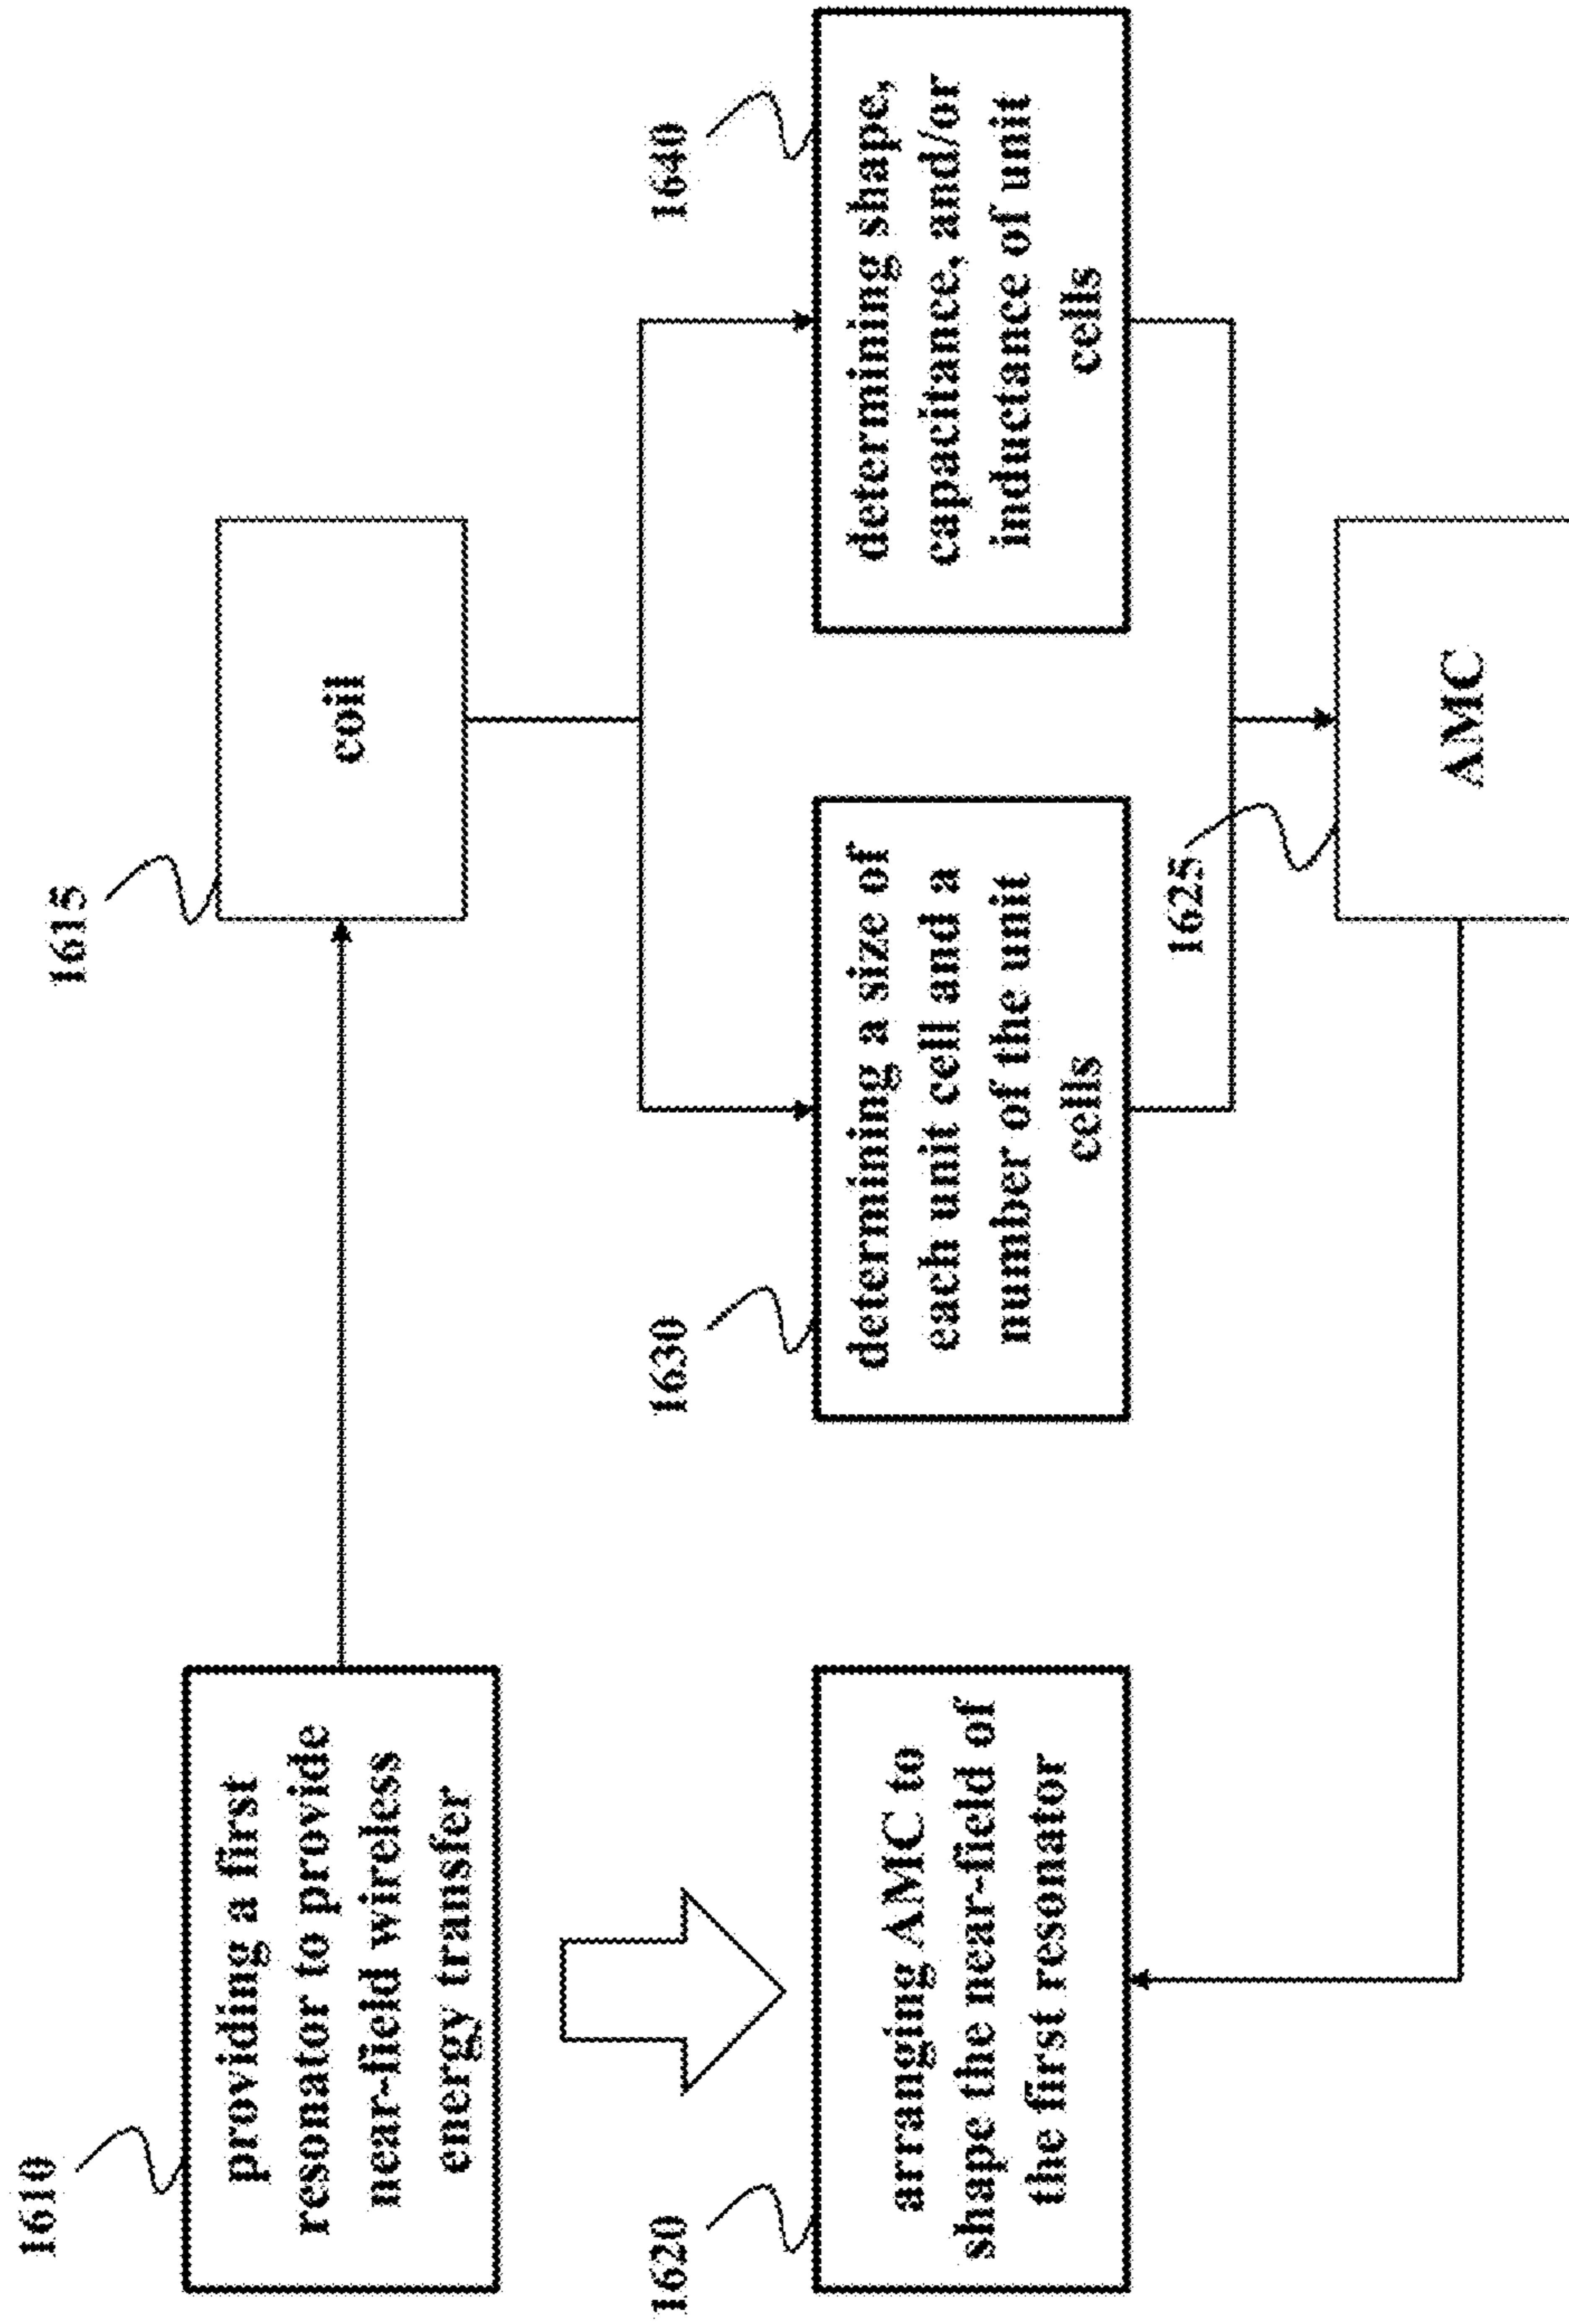 1610
providing a first
resonator to provide
near-field wireless
energy transfer
1615
coil
1620
arranging AMC to
shape the near-field of
the first resonator
1630
determining a size of
each unit cell and a
number of the unit
cells
1640
determining shape,
capacitance, and/or
inductance of unit
cells
1625
AMC